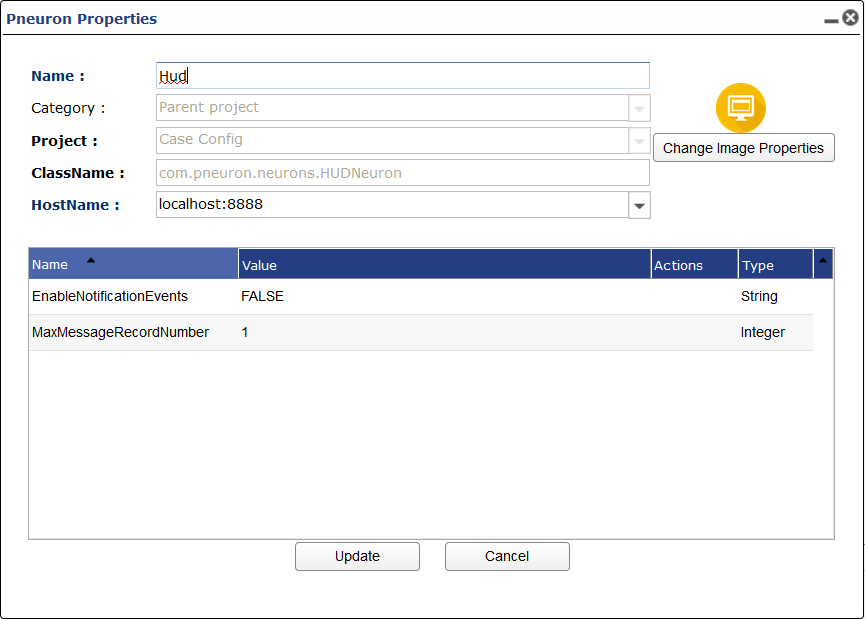 Pneuron Properties
Name : Hud
Category : Parent project
Project : Case Config
Change Image Properties
ClassName : com.pneuron.neurons.HUDNeuron
HostName : localhost:8888
Name Value Actions Type
EnableNotificationEvents FALSE String
MaxMessageRecordNumber 1 Integer
Update Cancel